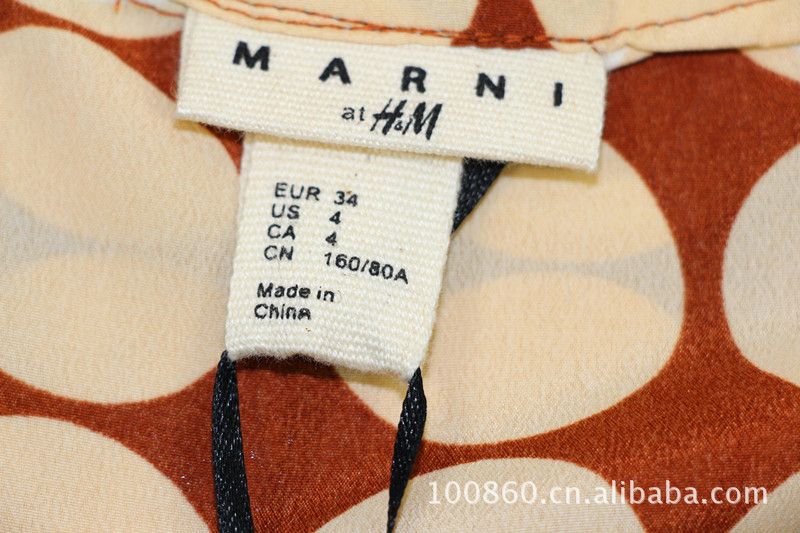 MARNI
at H&M
EUR 34
US 4
CA 4
CN 160/80A
Made in
China
100860.cn.alibaba.com